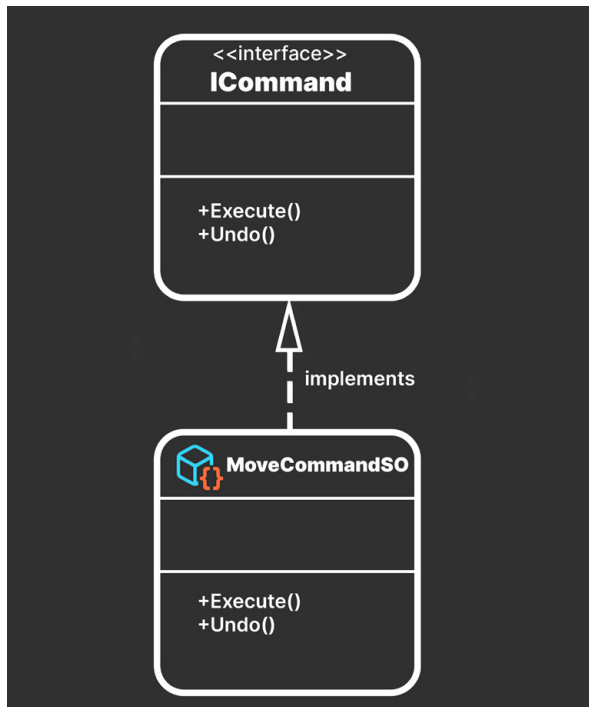 <<interface>>
ICommand
+Execute()
+Undo()
implements
MoveCommandSO
+Execute()
+Undo()